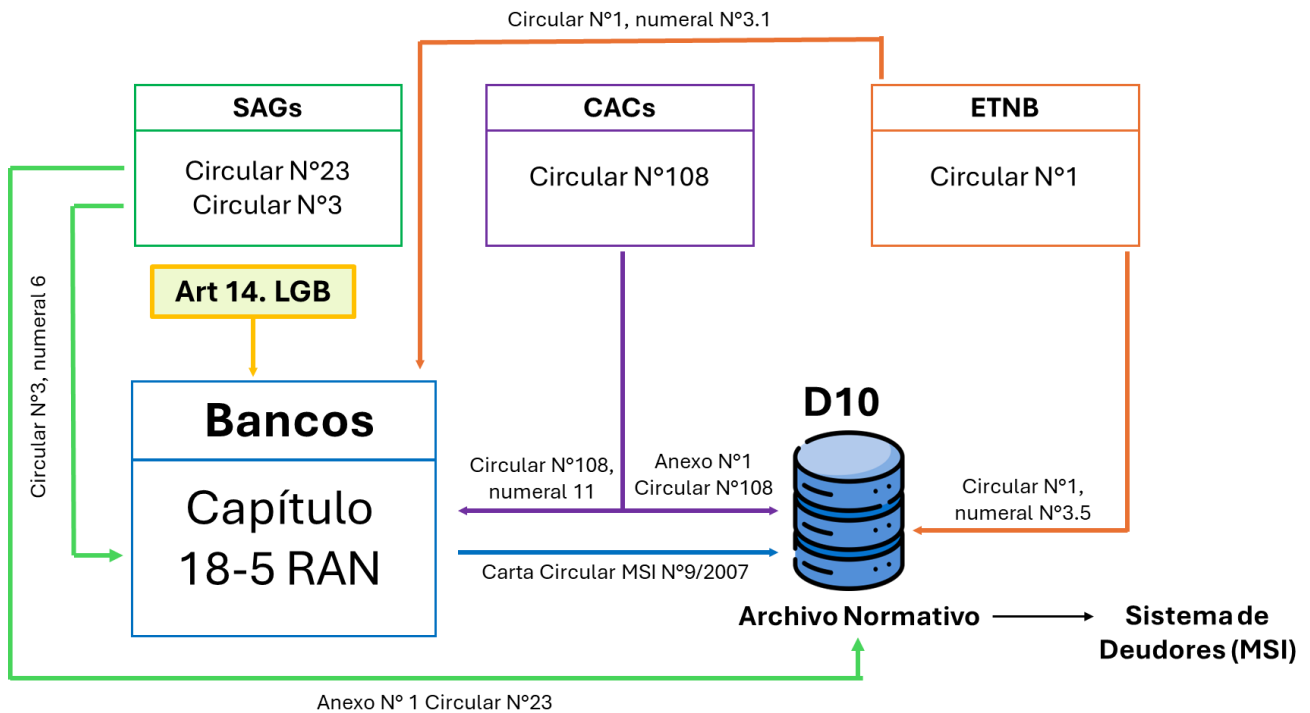 Circular N°1, numeral N°3.1
SAGs
Circular N°23
Circular N°3
CACs
Circular N°108
ETNB
Circular N°1
Circular N°3, numeral 6
Art 14. LGB
Bancos
Capítulo
18-5 RAN
Circular N°108,
numeral 11
Anexo N°1
Circular N°108
Carta Circular MSI N°9/2007
D10
Circular N°1,
numeral N°3.5
Archivo Normativo
Sistema de
Deudores (MSI)
Anexo N° 1 Circular N°23